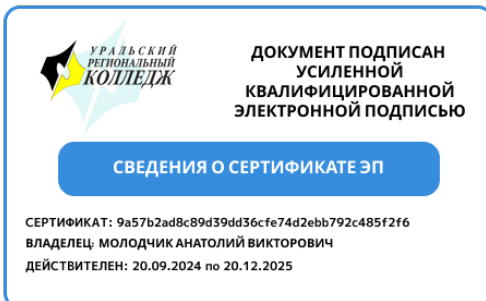 УРАЛЬСКИЙ
РЕГИОНАЛЬНЫЙ
КОЛЛЕДЖ
ДОКУМЕНТ ПОДПИСАН
УСИЛЕННОЙ
КВАЛИФИЦИРОВАННОЙ
ЭЛЕКТРОННОЙ ПОДПИСЬЮ
СВЕДЕНИЯ О СЕРТИФИКАТЕ ЭП
СЕРТИФИКАТ: 9a57b2ad8c89d39dd36cfe74d2ebb792c485f2f6
ВЛАДЕЛЕЦ: МОЛОДЧИК АНАТОЛИЙ ВИКТОРОВИЧ
ДЕЙСТВИТЕЛЕН: 20.09.2024 по 20.12.2025